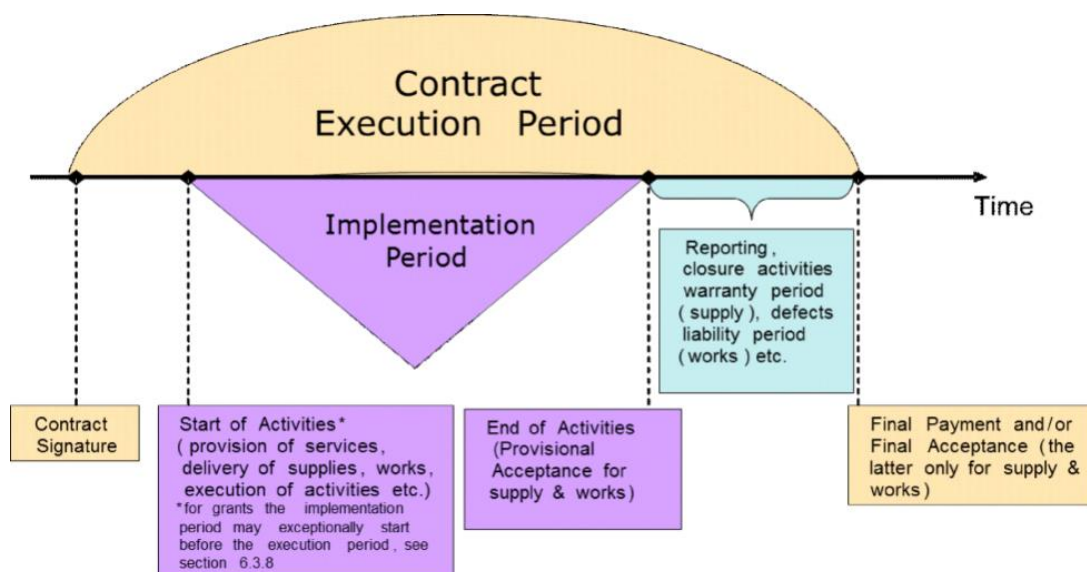 Contract
Execution Period
Time
Implementation
Period
Reporting,
closure activities
warranty period
(supply), defects
liability period
(works) etc.
Contract
Signature
Start of Activities*
(provision of services,
delivery of supplies, works,
execution of activities etc.)
*for grants the implementation
period may exceptionally start
before the execution period, see
section 6.3.8
End of Activities
(Provisional
Acceptance for
supply & works)
Final Payment and/or
Final Acceptance (the
latter only for supply &
works)